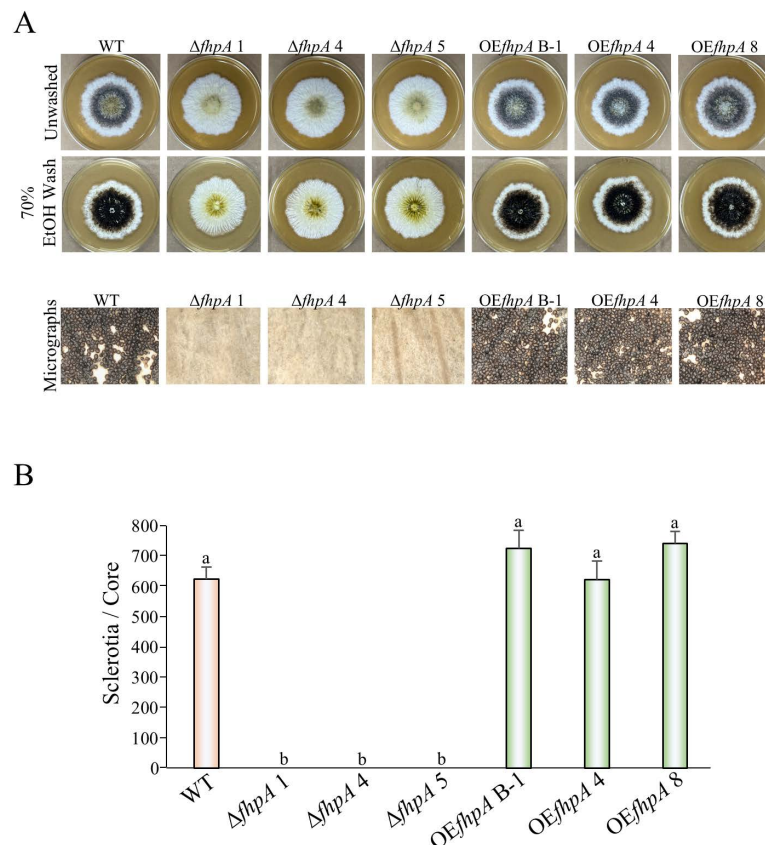 A
WT ΔfhpA 1 ΔfhpA 4 ΔfhpA 5 OEfhpA B-1 OEfhpA 4 OEfhpA 8
Unwashed
70%
EtOH Wash
WT ΔfhpA 1 ΔfhpA 4 ΔfhpA 5 OEfhpA B-1 OEfhpA 4 OEfhpA 8
Micrographs
B
Sclerotia / Core
800
700
600
500
400
300
200
100
0
a b b b a a a
WT ΔfhpA 1 ΔfhpA 4 ΔfhpA 5 OEfhpA B-1 OEfhpA 4 OEfhpA 8